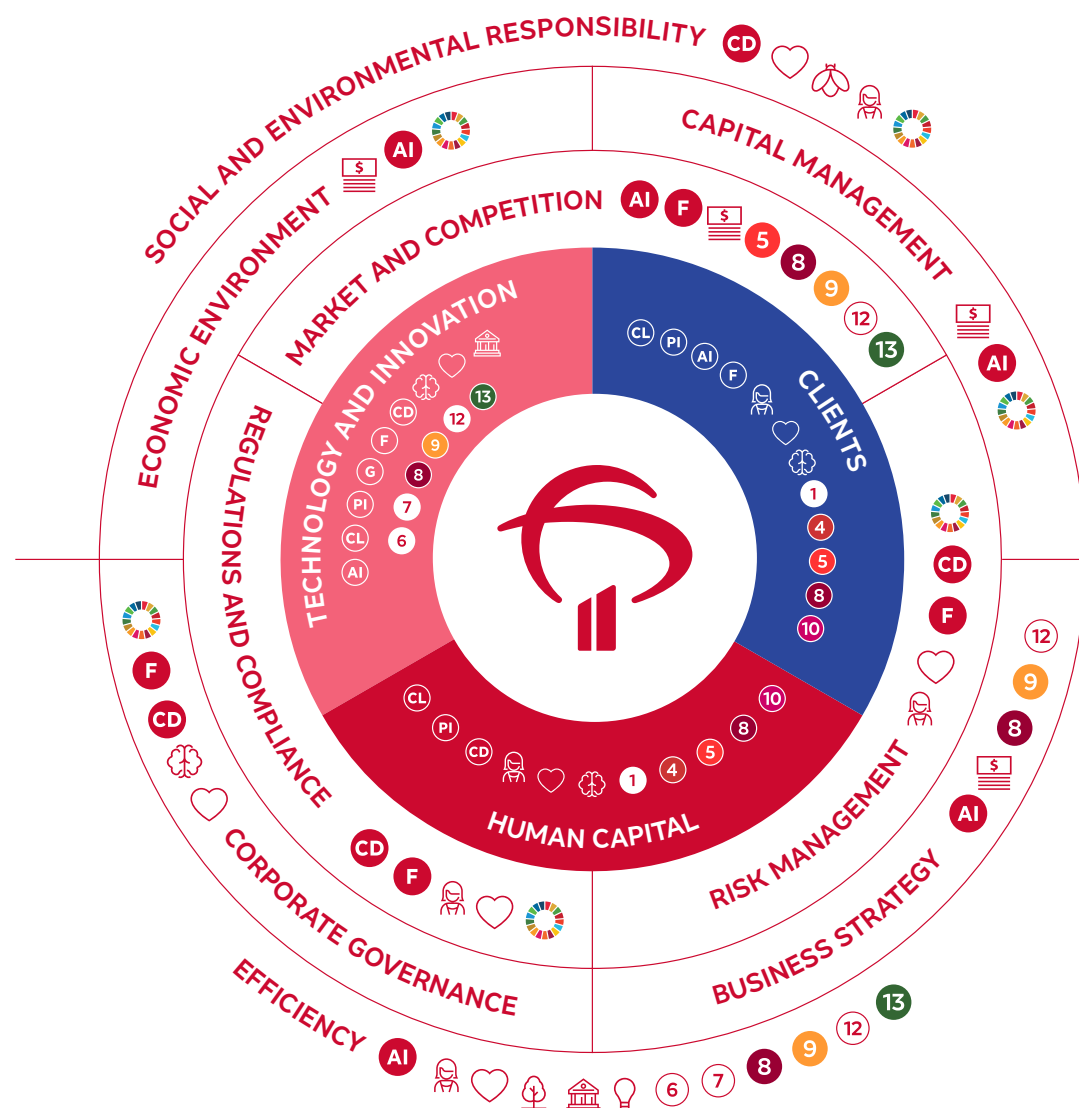 SOCIAL AND ENVIRONMENTAL RESPONSIBILITY
CD
ECONOMIC ENVIRONMENT
$
AI
CAPITAL MANAGEMENT
$
AI
MARKET AND COMPETITION
AI
F
$
5
8
9
12
13
TECHNOLOGY AND INNOVATION
AI
CL
PI
G
F
CD
6
7
8
9
12
13
CLIENTS
CL
PI
AI
F
1
4
5
8
10
HUMAN CAPITAL
CL
PI
CD
1
4
5
8
10
REGULATIONS AND COMPLIANCE
CD
F
RISK MANAGEMENT
F
CD
CORPORATE GOVERNANCE
CD
F
BUSINESS STRATEGY
AI
$
8
9
12
EFFICIENCY
AI
6
7
8
9
12
13